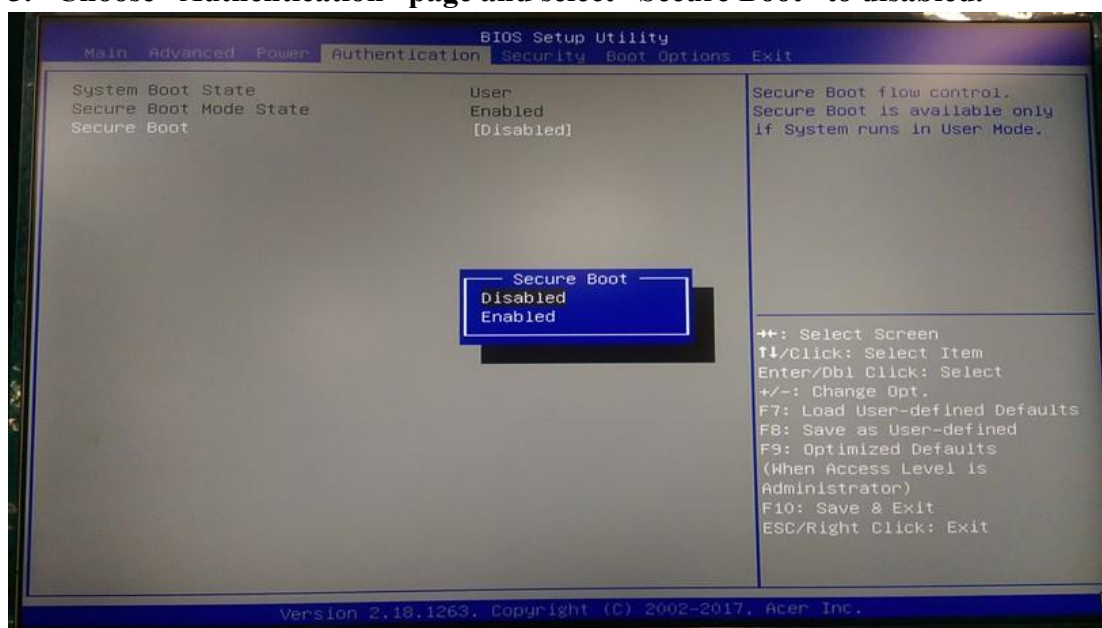 Choose "Authentication" page and select "Secure Boot" to disabled.
BIOS Setup Utility
Main Advanced Power Authentication Security Boot Options Exit
System Boot State User
Secure Boot Mode State Enabled
Secure Boot [Disabled]
Secure Boot flow control.
Secure Boot is available only
if System runs in User Mode.
Secure Boot
Disabled
Enabled
→←: Select Screen
↑↓/Click: Select Item
Enter/Dbl Click: Select
+/-: Change Opt.
F7: Load User-defined Defaults
F8: Save as User-defined
F9: Optimized Defaults
(When Access Level is
Administrator)
F10: Save & Exit
ESC/Right Click: Exit
Version 2.18.1263. Copyright (C) 2002-2017, Acer Inc.